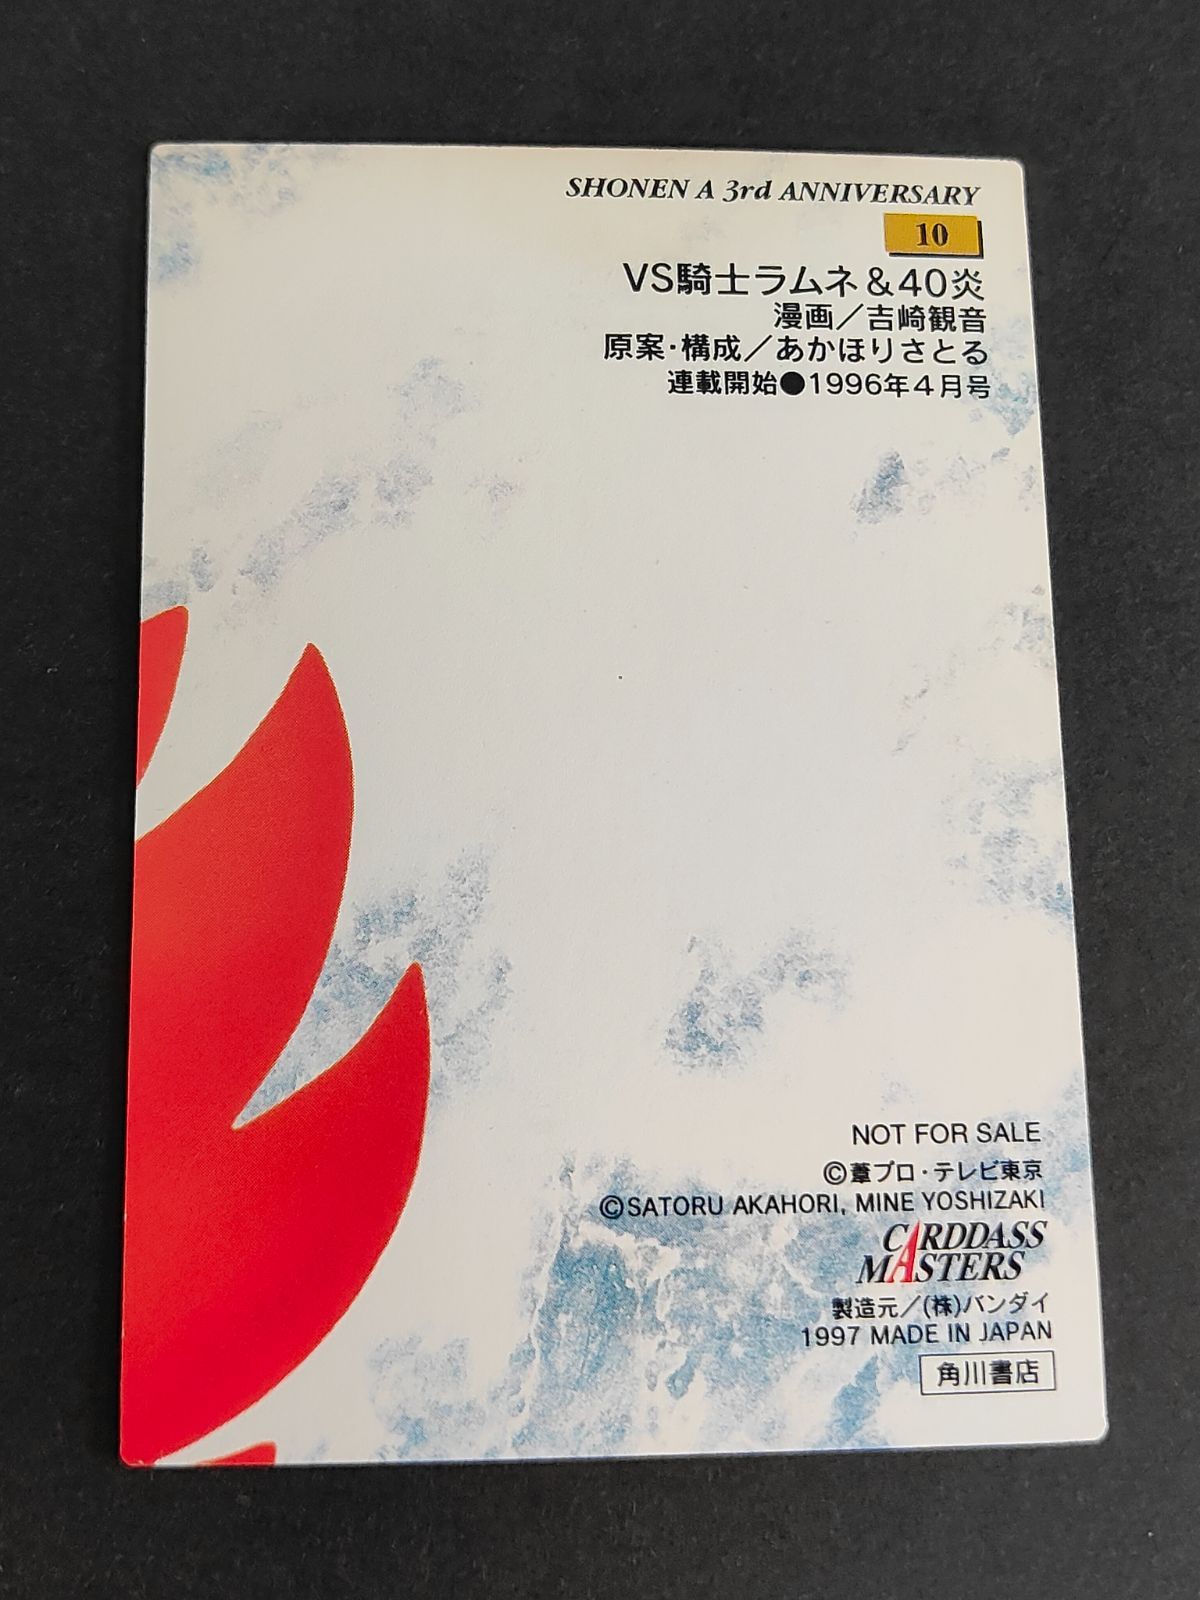 SHONEN A 3rd ANNIVERSARY
10
VS騎士ラムネ&40炎
漫画／吉崎観音
原案・構成／あかほりさとる
連載開始●1996年4月号
NOT FOR SALE
©葦プロ・テレビ東京
©SATORU AKAHORI, MINE YOSHIZAKI
CARDDASS
MASTERS
製造元／(株)バンダイ
1997 MADE IN JAPAN
角川書店